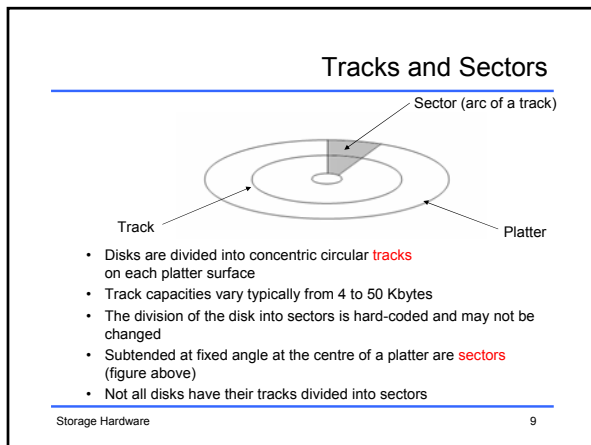 Tracks and Sectors
Sector (arc of a track)
Track
Platter
• Disks are divided into concentric circular tracks
on each platter surface
• Track capacities vary typically from 4 to 50 Kbytes
• The division of the disk into sectors is hard-coded and may not be
changed
• Subtended at fixed angle at the centre of a platter are sectors
(figure above)
• Not all disks have their tracks divided into sectors
Storage Hardware 9